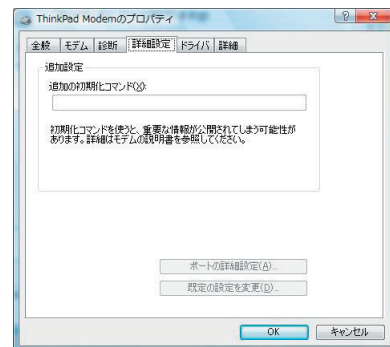 ThinkPad Modemのプロパティ
全般 モデム 診断 詳細設定 ドライバ 詳細
追加設定
追加の初期化コマンド(X):
初期化コマンドを使うと、重要な情報が公開されてしまう可能性が
あります。詳細はモデムの説明書を参照してください。
ポートの詳細設定(A)...
既定の設定を変更(D)...
OK キャンセル